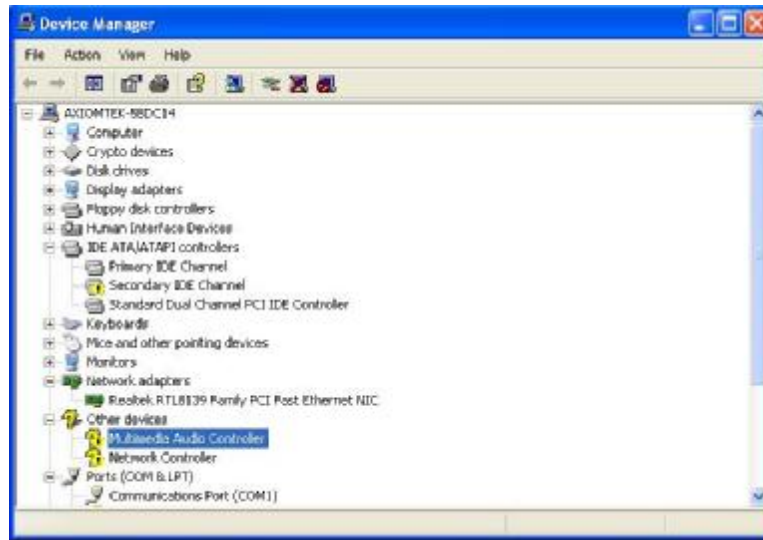 Device Manager
File Action View Help
AXIOMTEK-98DC14
Computer
Crypto devices
Disk drives
Display adapters
Floppy disk controllers
Human Interface Devices
IDE ATA/ATAPI controllers
Primary IDE Channel
Secondary IDE Channel
Standard Dual Channel PCI IDE Controller
Keyboards
Mice and other pointing devices
Monitors
Network adapters
Realtek RTL8139 Family PCI Fast Ethernet NIC
Other devices
Multimedia Audio Controller
Network Controller
Ports (COM & LPT)
Communications Port (COM1)